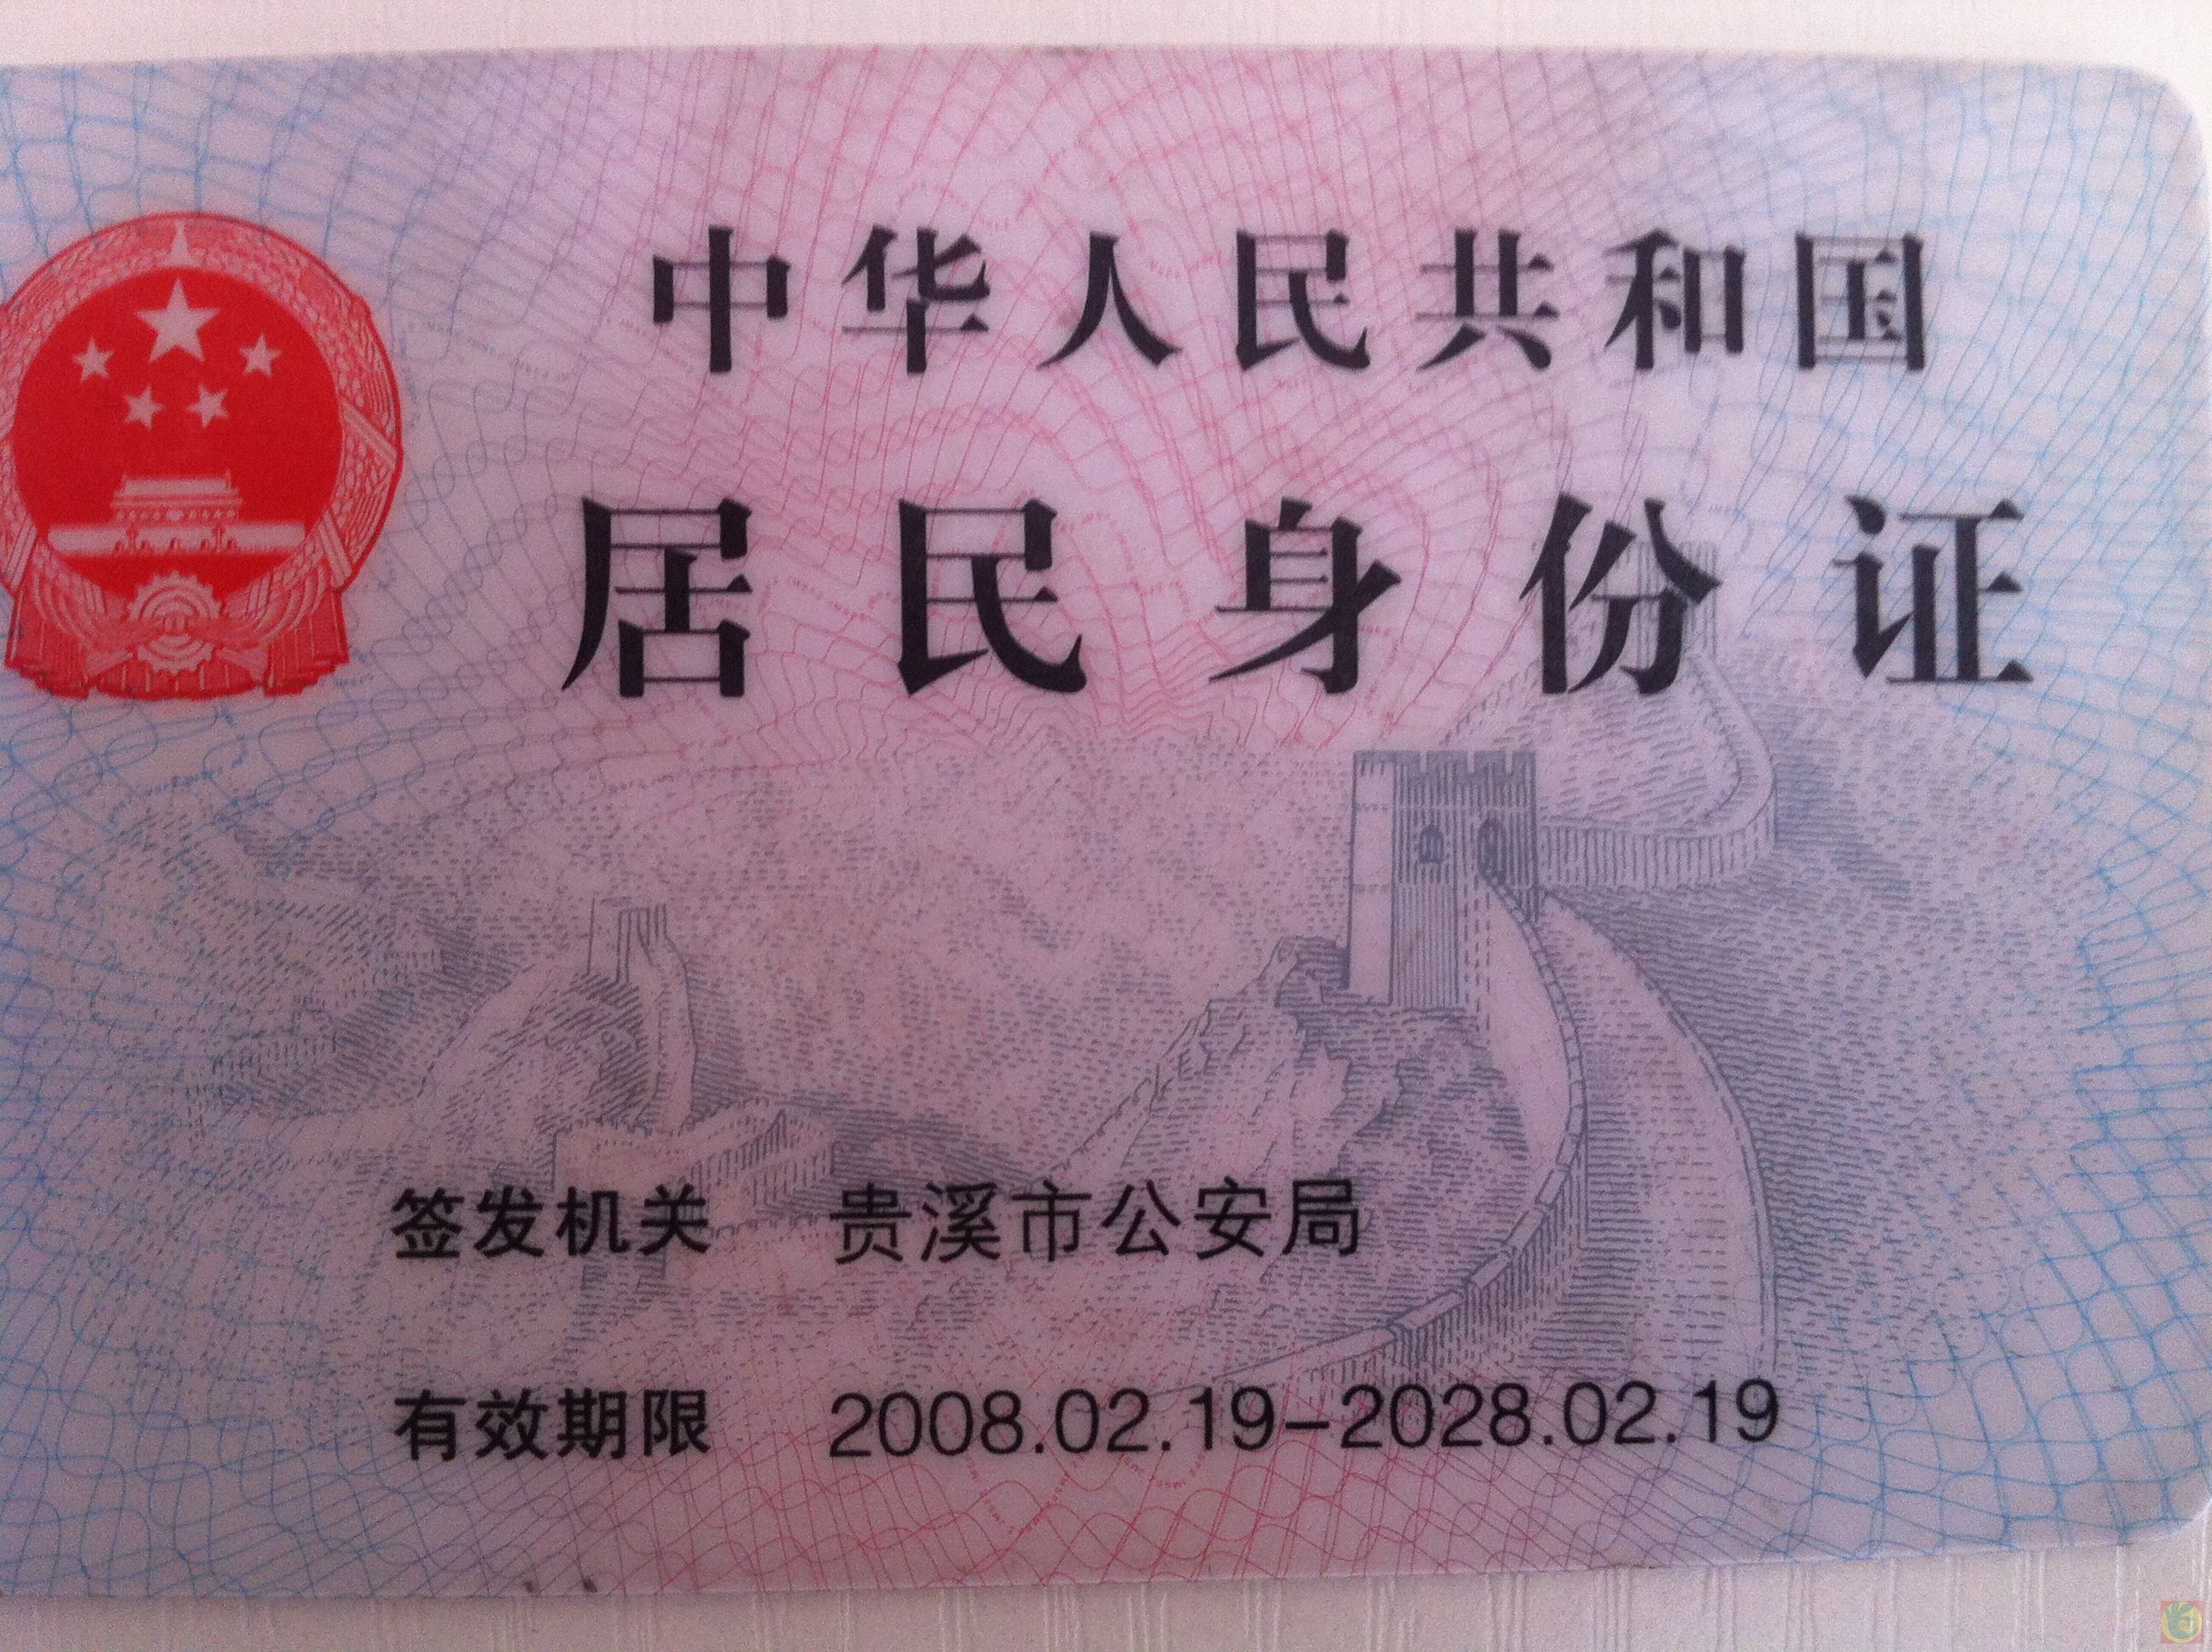 中华人民共和国
居民身份证
签发机关 贵溪市公安局
有效期限 2008.02.19-2028.02.19